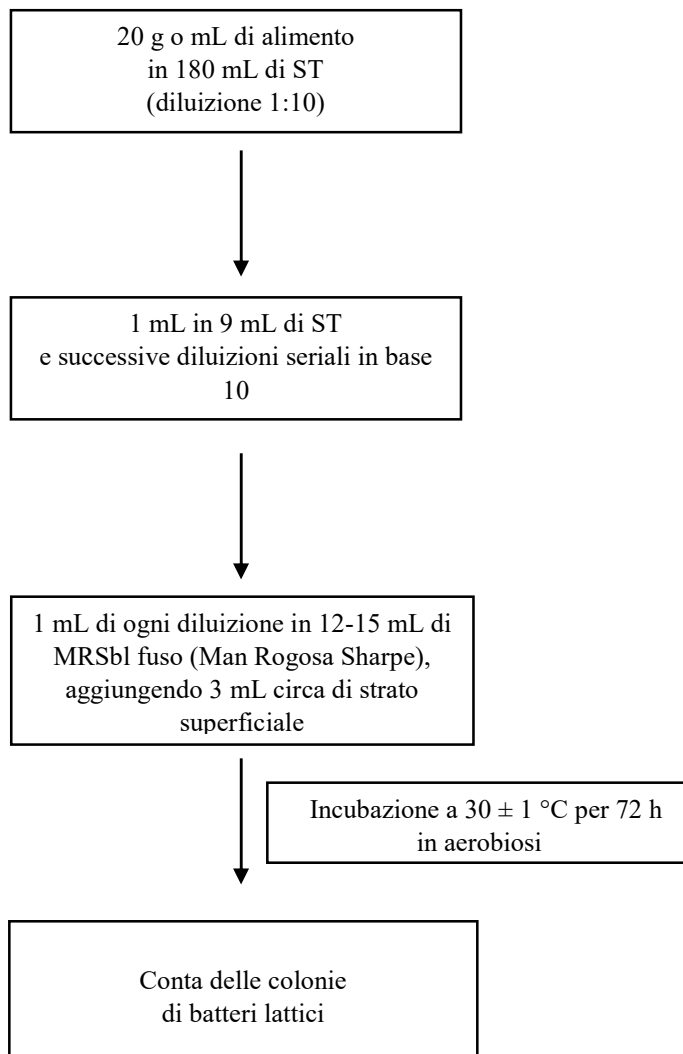 20 g o mL di alimento
in 180 mL di ST
(diluizione 1:10)
1 mL in 9 mL di ST
e successive diluizioni seriali in base
10
1 mL di ogni diluizione in 12-15 mL di
MRSbl fuso (Man Rogosa Sharpe),
aggiungendo 3 mL circa di strato
superficiale
Incubazione a 30 ± 1 °C per 72 h
in aerobiosi
Conta delle colonie
di batteri lattici